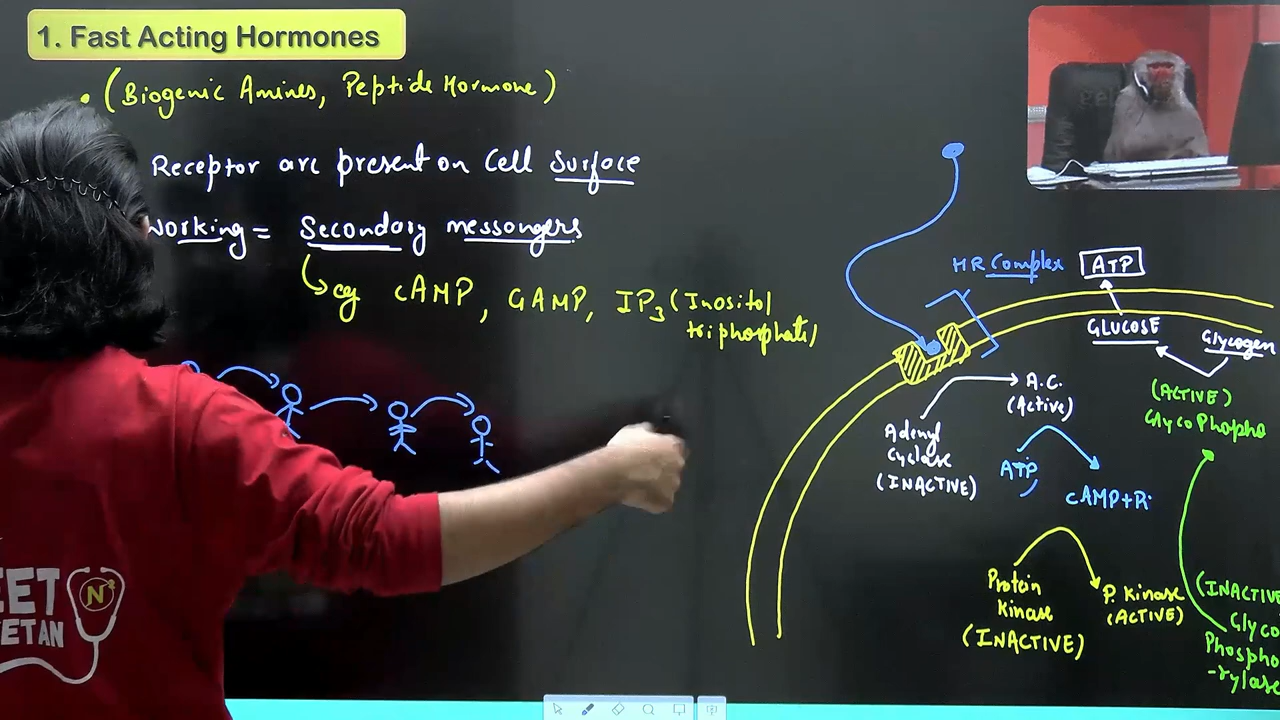 1. Fast Acting Hormones
• (Biogenic Amines, Peptide Hormone)
Receptor are present on Cell Surface
Working = Secondary messongers
eg cAMP, GAMP, IP3 (Inositol
triphosphate)
HR Complex
ATP
GLUCOSE
Glycogen
A.C.
(Active)
(ACTIVE)
GlycoPhospho
Adenyl
Cyclase
(INACTIVE)
ATP
cAMP+Pi
Protein
Kinase
(INACTIVE)
P. Kinase
(ACTIVE)
(INACTIVE
Glyco
Phospho
-rylase
EET
ETAN
N